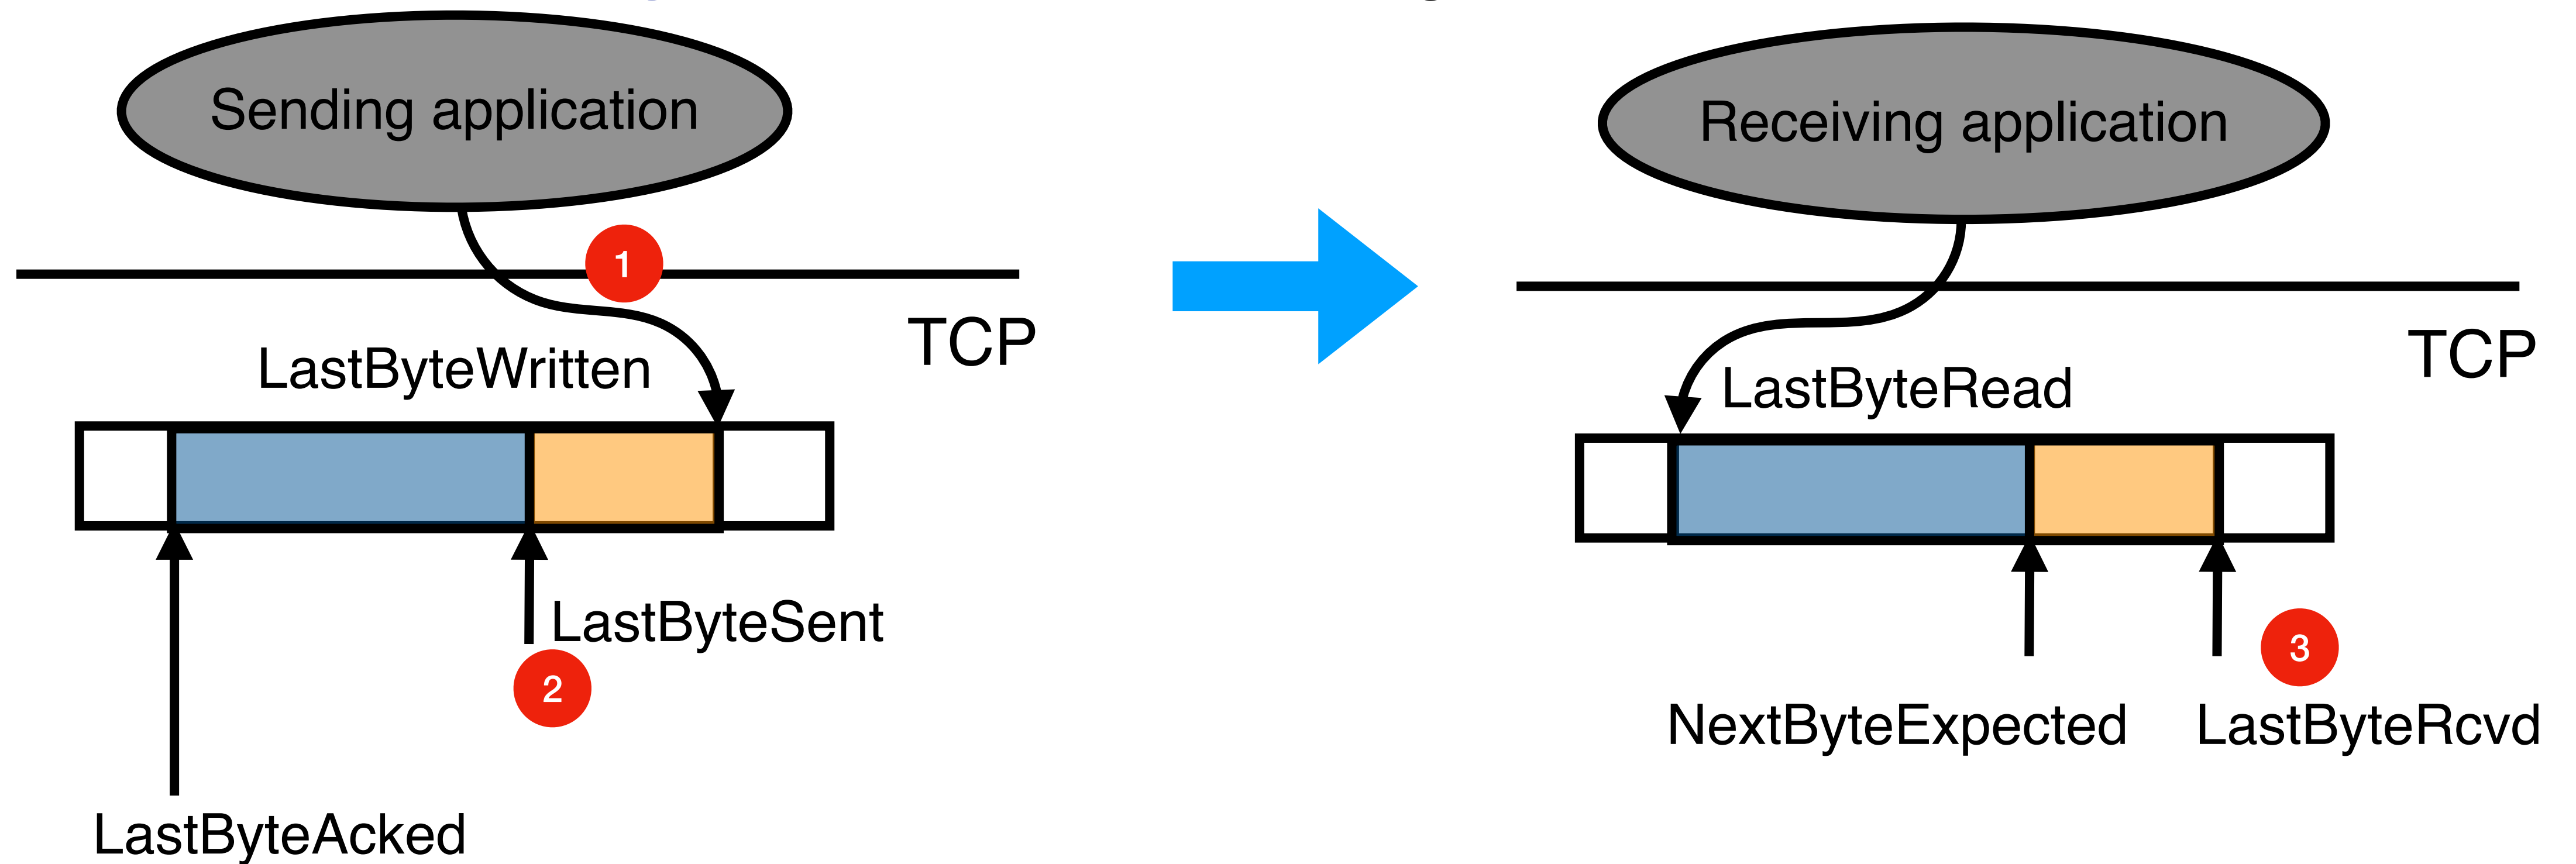 Sending application
1
TCP
LastByteWritten
LastByteSent
2
LastByteAcked
Receiving application
TCP
LastByteRead
3
NextByteExpected
LastByteRcvd